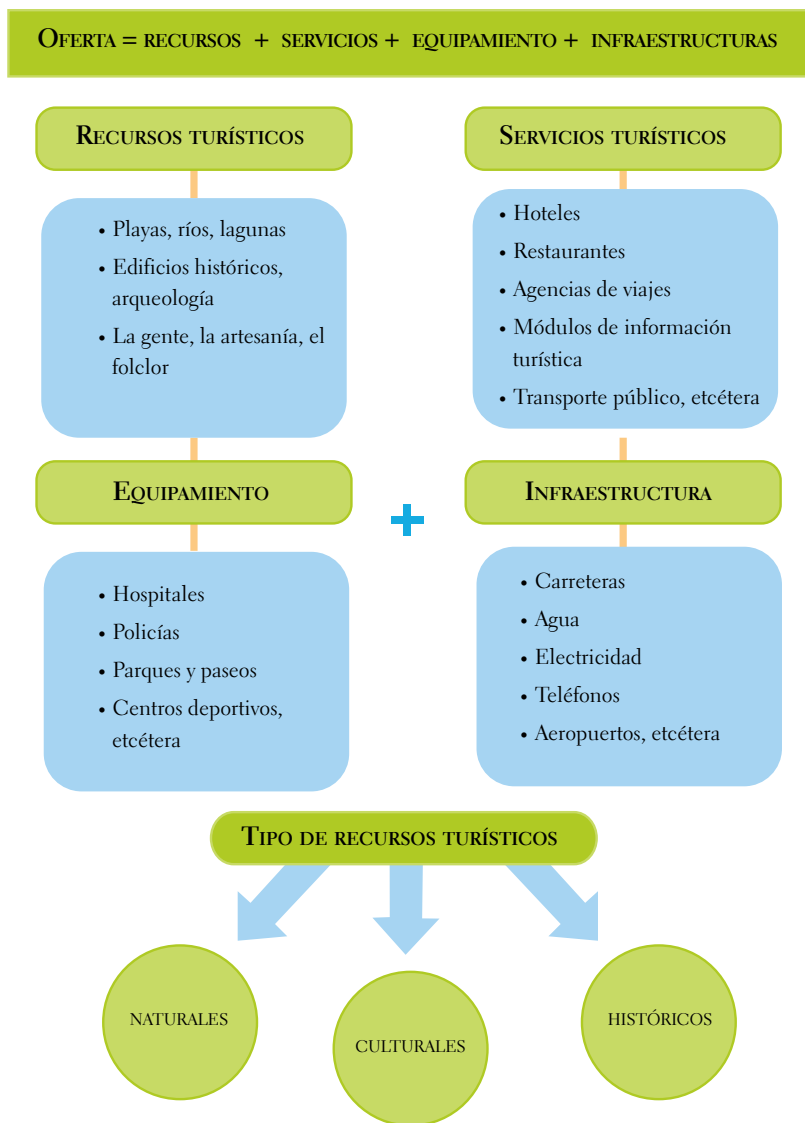 OFERTA = RECURSOS + SERVICIOS + EQUIPAMIENTO + INFRAESTRUCTURAS
RECURSOS TURÍSTICOS
• Playas, ríos, lagunas
• Edificios históricos,
arqueología
• La gente, la artesanía, el
folclor
SERVICIOS TURÍSTICOS
• Hoteles
• Restaurantes
• Agencias de viajes
• Módulos de información
turística
• Transporte público, etcétera
EQUIPAMIENTO
• Hospitales
• Policías
• Parques y paseos
• Centros deportivos,
etcétera
+
INFRAESTRUCTURA
• Carreteras
• Agua
• Electricidad
• Teléfonos
• Aeropuertos, etcétera
TIPO DE RECURSOS TURÍSTICOS
NATURALES
CULTURALES
HISTÓRICOS